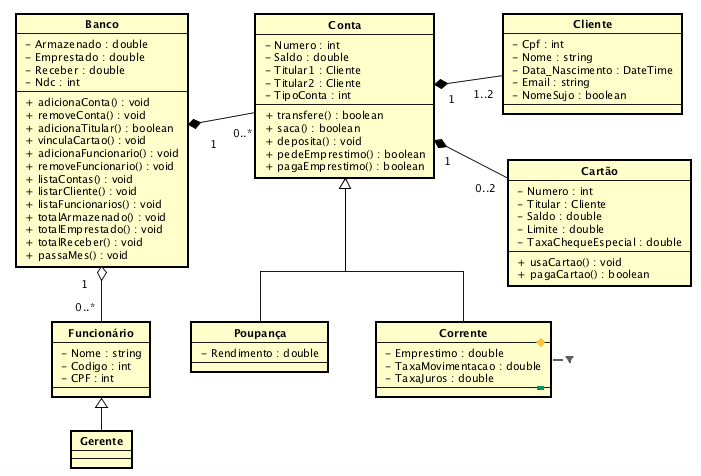 Banco
- Armazenado : double
- Emprestado : double
- Receber : double
- Ndc : int
+ adicionaConta() : void
+ removeConta() : void
+ adicionaTitular() : boolean
+ vinculaCartao() : void
+ adicionaFuncionario() : void
+ removeFuncionario() : void
+ listaContas() : void
+ listarCliente() : void
+ listaFuncionarios() : void
+ totalArmazenado() : void
+ totalEmprestado() : void
+ totalReceber() : void
+ passaMes() : void
1
0..*
Conta
- Numero : int
- Saldo : double
- Titular1 : Cliente
- Titular2 : Cliente
- TipoConta : int
+ transfere() : boolean
+ saca() : boolean
+ deposita() : void
+ pedeEmprestimo() : boolean
+ pagaEmprestimo() : boolean
1
1..2
Cliente
- Cpf : int
- Nome : string
- Data_Nascimento : DateTime
- Email : string
- NomeSujo : boolean
1
0..2
Cartão
- Numero : int
- Titular : Cliente
- Saldo : double
- Limite : double
- TaxaChequeEspecial : double
+ usaCartao() : void
+ pagaCartao() : boolean
1
0..*
Funcionário
- Nome : string
- Codigo : int
- CPF : int
Poupança
- Rendimento : double
Corrente
- Emprestimo : double
- TaxaMovimentacao : double
- TaxaJuros : double
Gerente